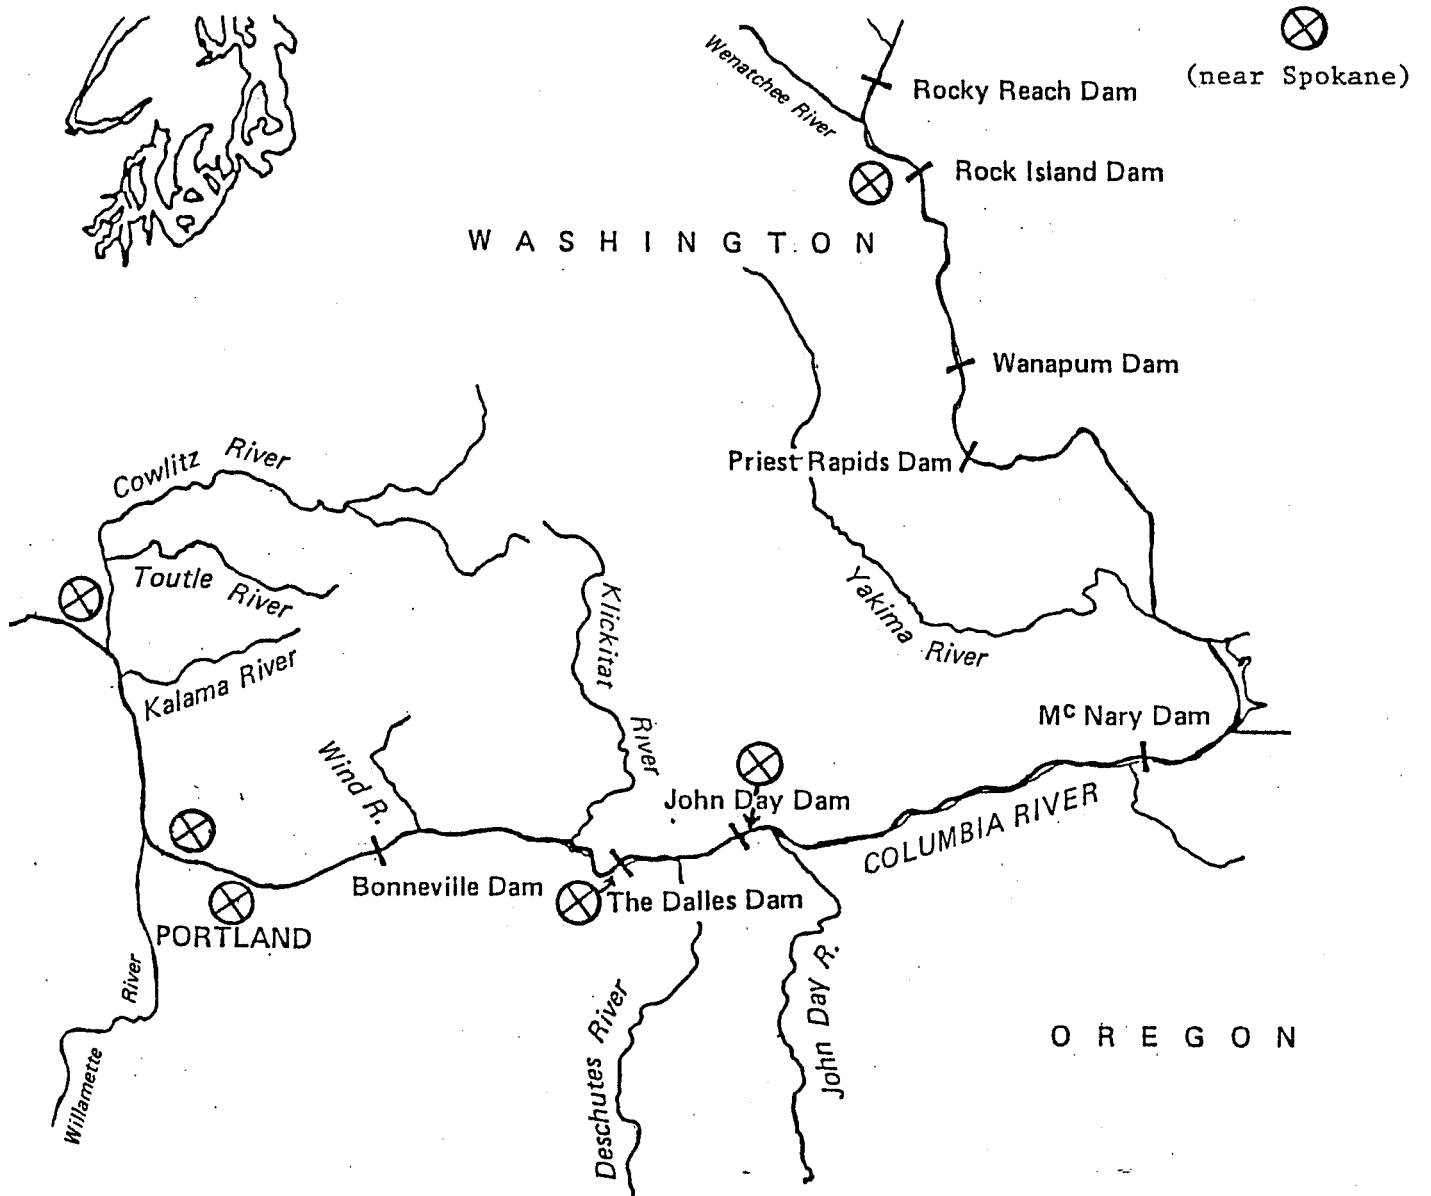 (near Spokane)
Wenatchee River
Rocky Reach Dam
Rock Island Dam
WASHINGTON
Wanapum Dam
Priest Rapids Dam
Cowlitz River
Toutle River
Kalama River
Klickitat River
Yakima River
Wind R.
Mc Nary Dam
John Day Dam
COLUMBIA RIVER
Bonneville Dam
The Dalles Dam
PORTLAND
Willamette River
Deschutes River
John Day R.
OREGON